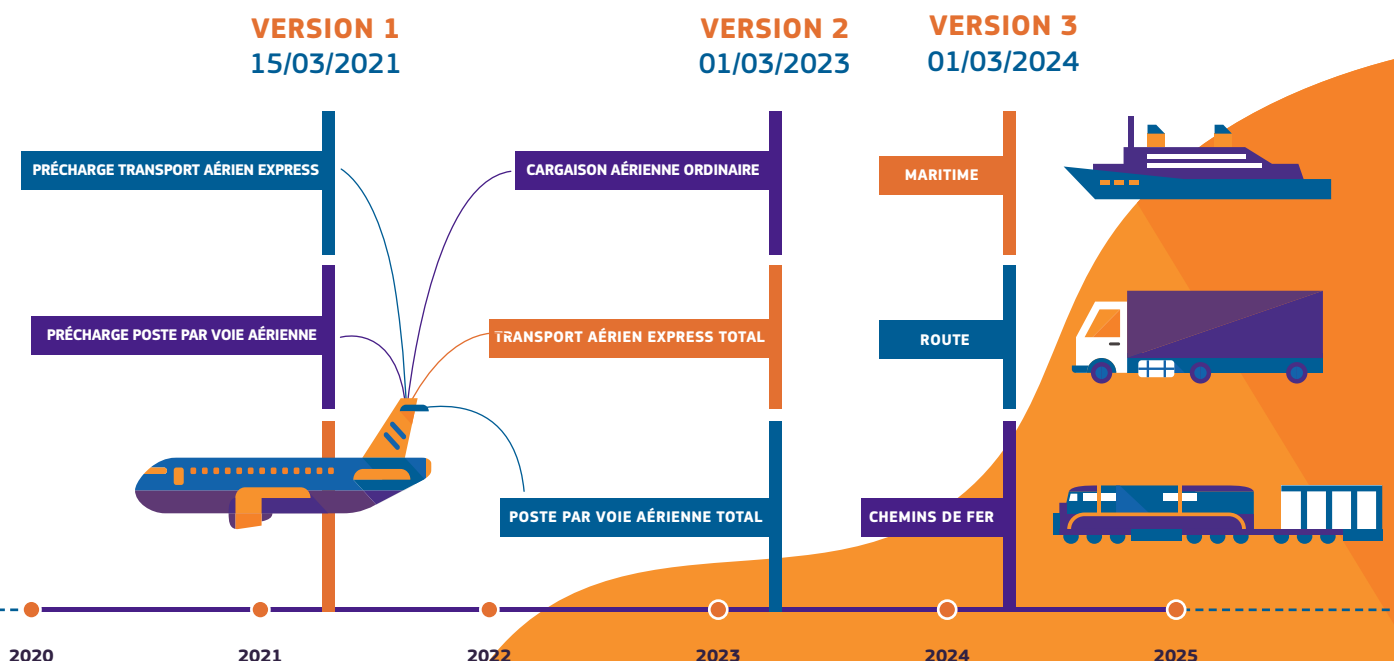 VERSION 1
15/03/2021
VERSION 2
01/03/2023
VERSION 3
01/03/2024
PRÉCHARGE TRANSPORT AÉRIEN EXPRESS
CARGAISON AÉRIENNE ORDINAIRE
MARITIME
PRÉCHARGE POSTE PAR VOIE AÉRIENNE
TRANSPORT AÉRIEN EXPRESS TOTAL
ROUTE
POSTE PAR VOIE AÉRIENNE TOTAL
CHEMINS DE FER
2020
2021
2022
2023
2024
2025